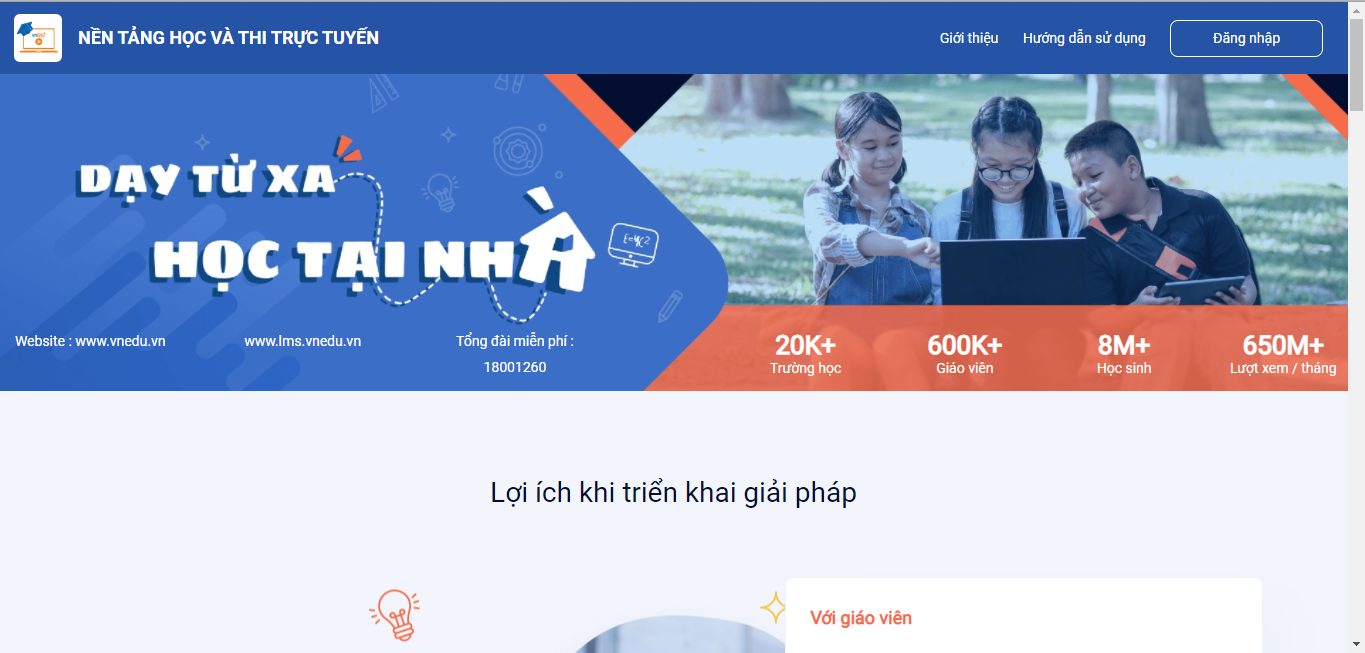 NỀN TẢNG HỌC VÀ THI TRỰC TUYẾN
Giới thiệu
Hướng dẫn sử dụng
Đăng nhập
DẠY TỪ XA
HỌC TẠI NHÀ
Website : www.vnedu.vn
www.lms.vnedu.vn
Tổng đài miễn phí :
18001260
20K+
Trường học
600K+
Giáo viên
8M+
Học sinh
650M+
Lượt xem / tháng
Lợi ích khi triển khai giải pháp
Với giáo viên